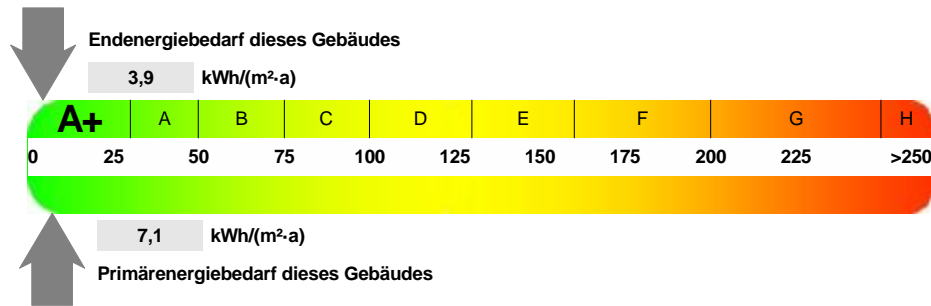 Endenergiebedarf dieses Gebäudes
3,9 kWh/(m²·a)
A+ A B C D E F G H
0 25 50 75 100 125 150 175 200 225 >250
7,1 kWh/(m²·a)
Primärenergiebedarf dieses Gebäudes